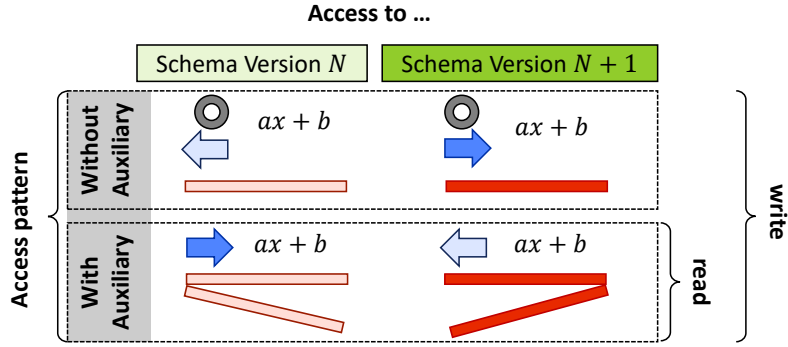 Access to …
Schema Version N
Schema Version N + 1
Access pattern
Without
Auxiliary
ax + b
ax + b
With
Auxiliary
ax + b
ax + b
read
write